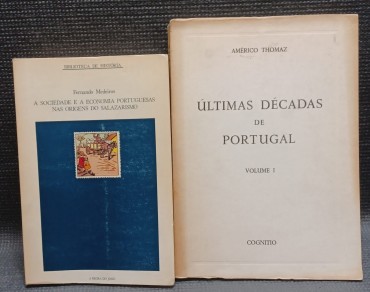 BIBLIOTECA DE HISTÓRIA
Fernando Medeiros
A SOCIEDADE E A ECONOMIA PORTUGUESAS
NAS ORIGENS DO SALAZARISMO
AMÉRICO THOMAZ
ÚLTIMAS DÉCADAS
DE
PORTUGAL
VOLUME I
COGNITIO